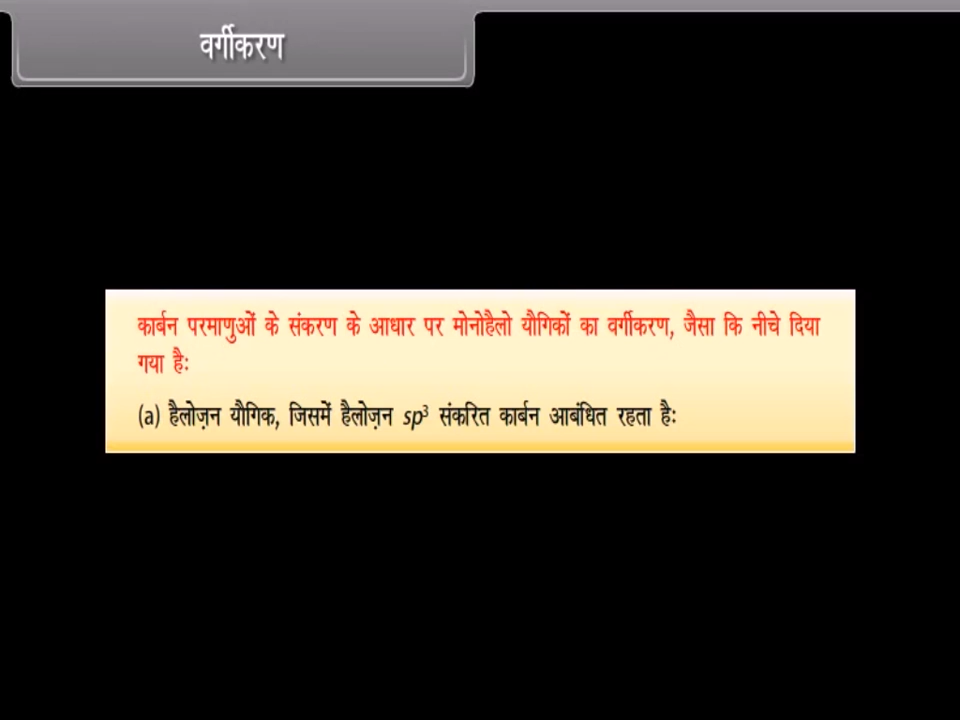 वर्गीकरण
कार्बन परमाणुओं के संकरण के आधार पर मोनोहैलो यौगिकों का वर्गीकरण, जैसा कि नीचे दिया
गया है:
(a) हैलोज़न यौगिक, जिसमें हैलोज़न sp³ संकरित कार्बन आबंधित रहता है: